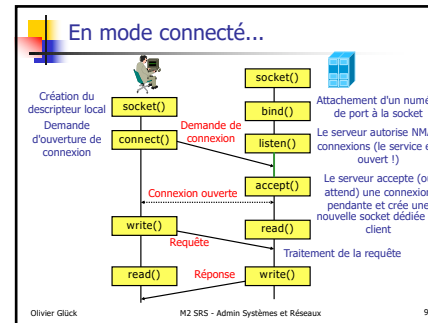 En mode connecté...
socket()
Création du
descripteur local
socket()
bind()
Attachement d'un
de port à la socket
Demande
d'ouverture de
connexion
connect()
Demande de
connexion
listen()
Le serveur autorise
connexions (le service
ouvert !)
accept()
Le serveur accepte
attend) une connexion
pendante et crée une
nouvelle socket dédiée
client
Connexion ouverte
write()
read()
Requête
Traitement de la requête
read()
Réponse
write()
Olivier Glück
M2 SRS - Admin Systèmes et Réseaux
9